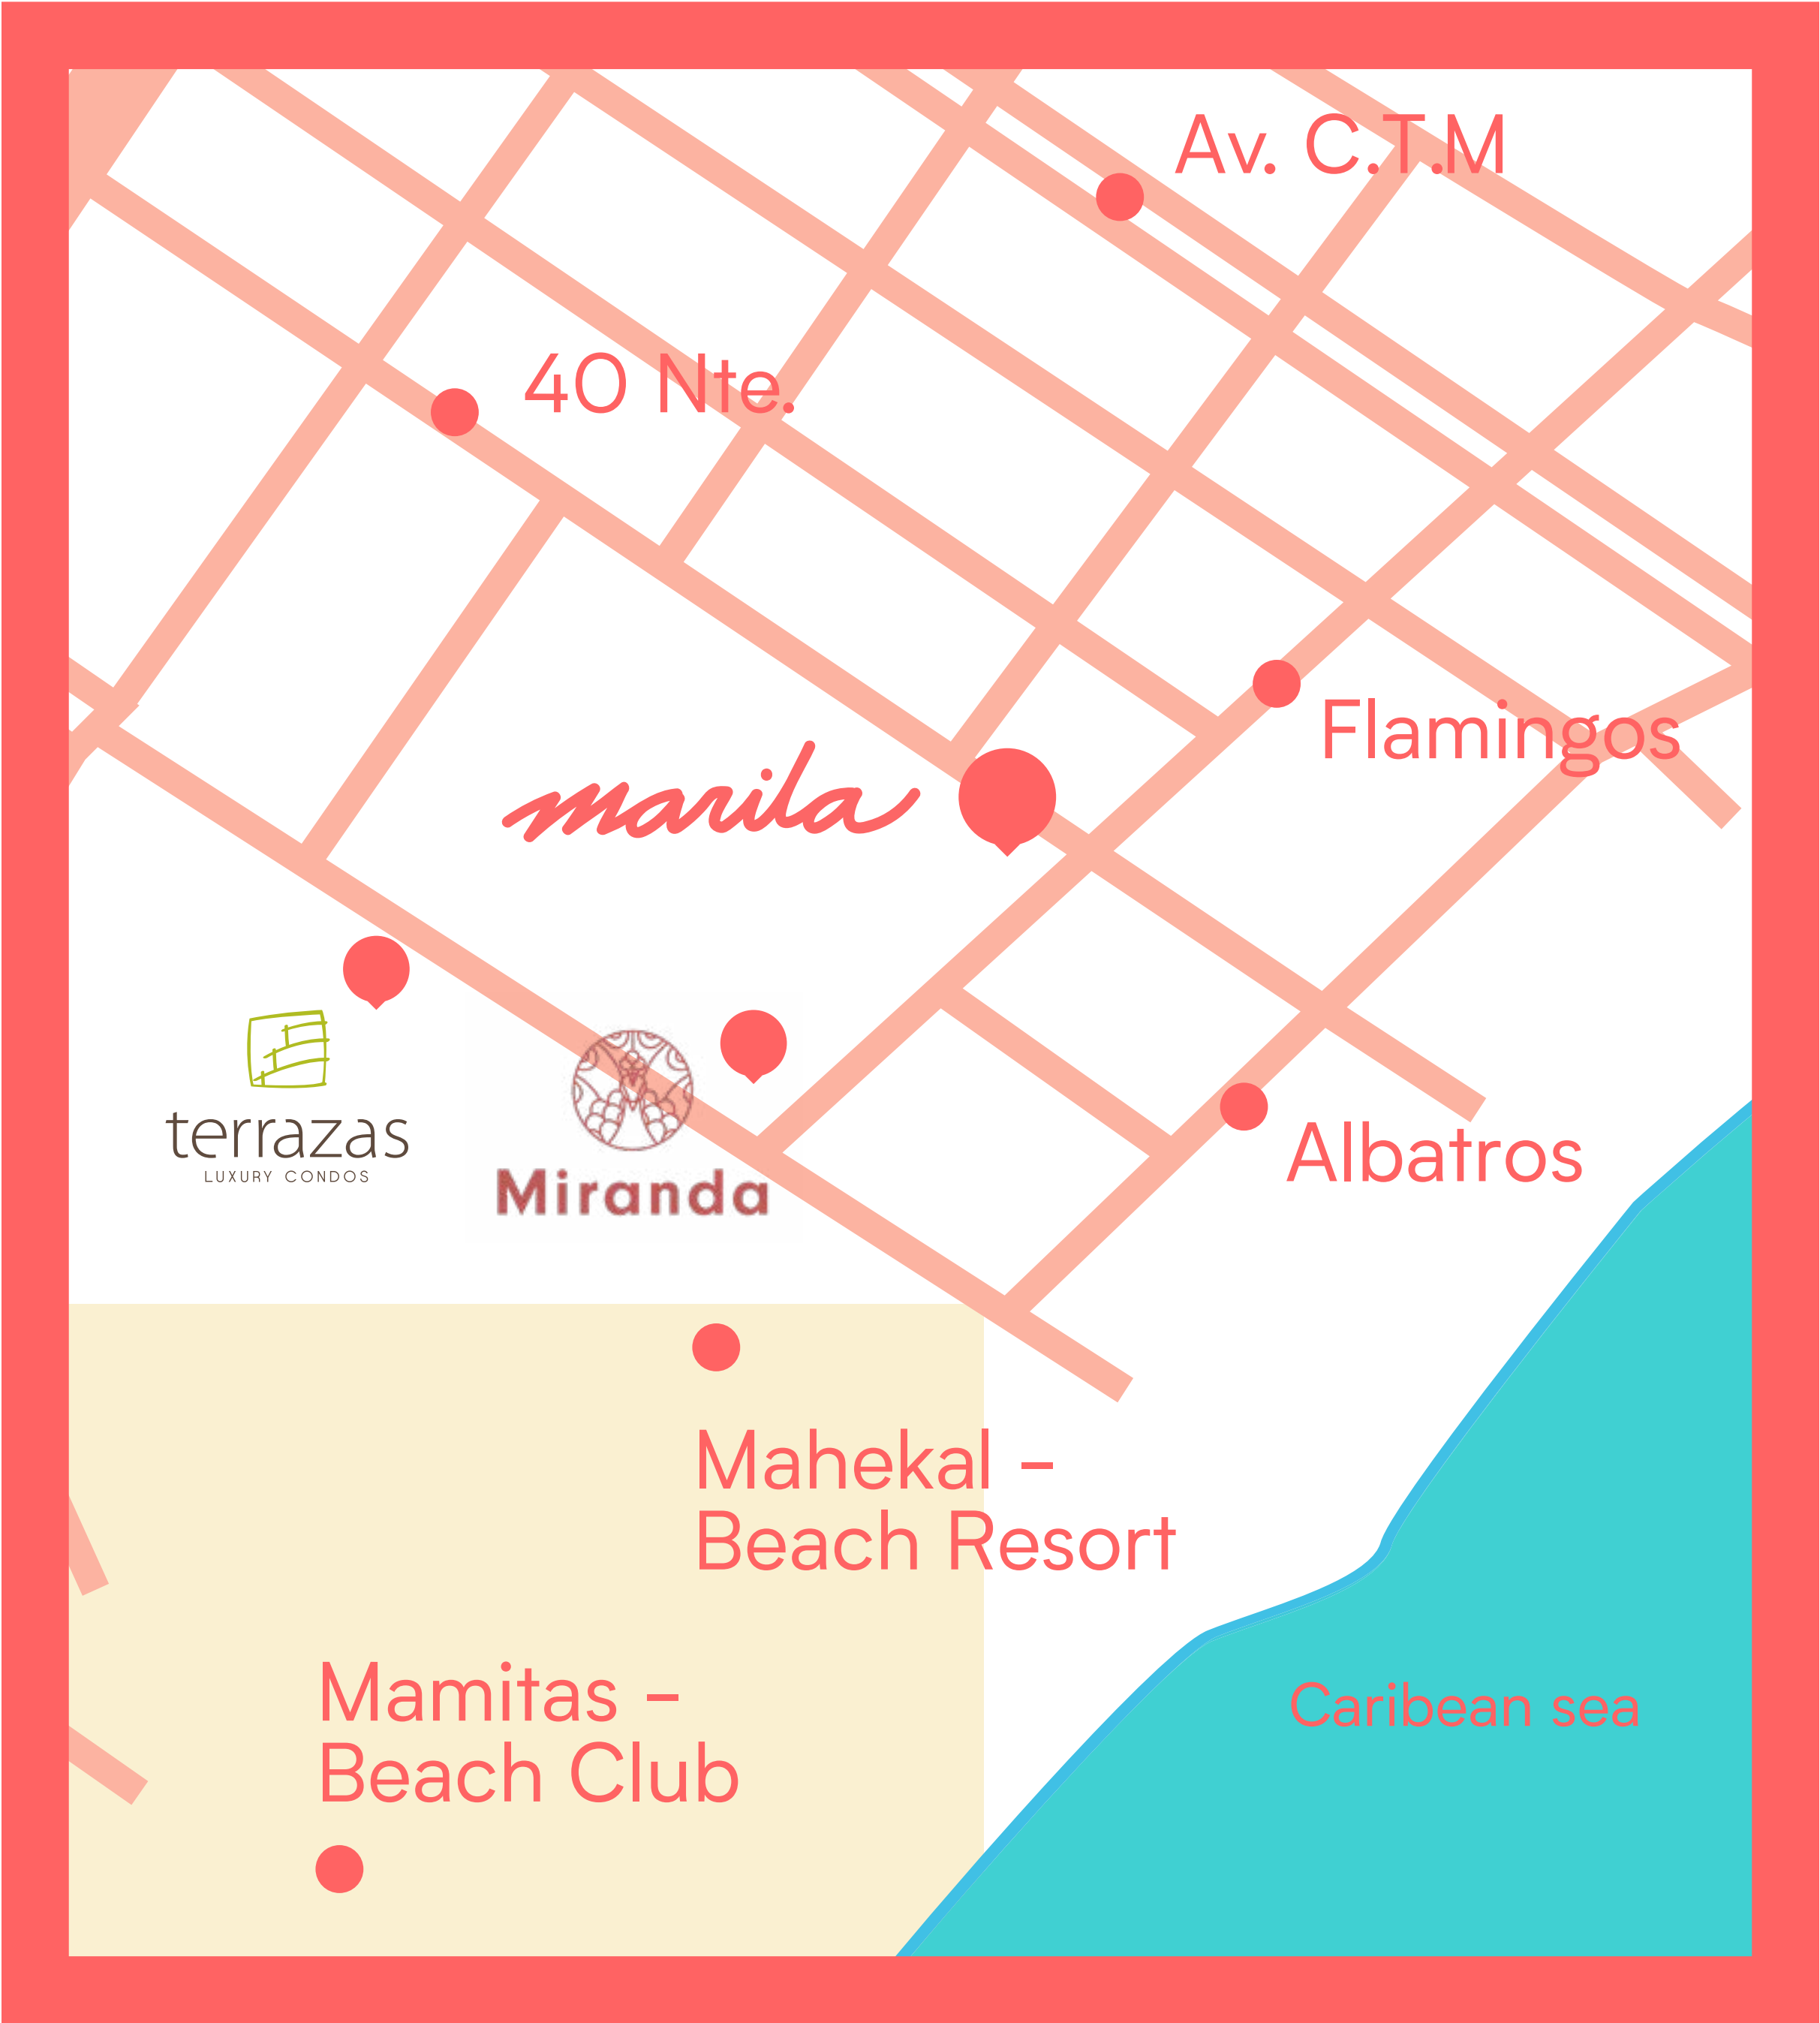 Av. C.T.M
40 Nte.
Flamingos
marila
terrazas
LUXURY CONDOS
Miranda
Albatros
Mahekal –
Beach Resort
Mamitas –
Beach Club
Caribean sea